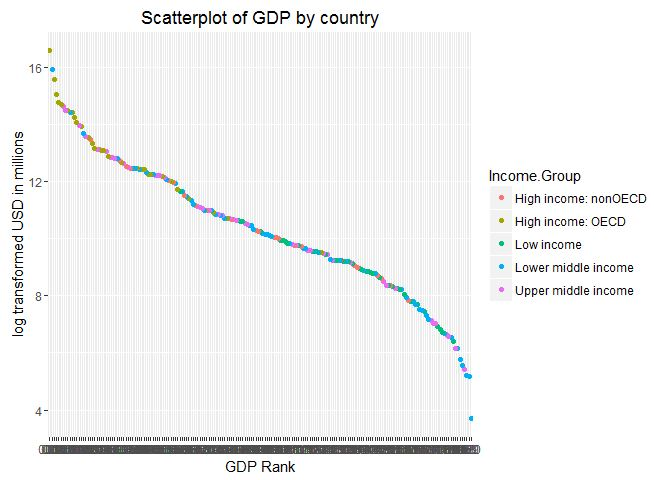 Scatterplot of GDP by country
log transformed USD in millions
16
12
8
4
GDP Rank
Income.Group
High income: nonOECD
High income: OECD
Low income
Lower middle income
Upper middle income